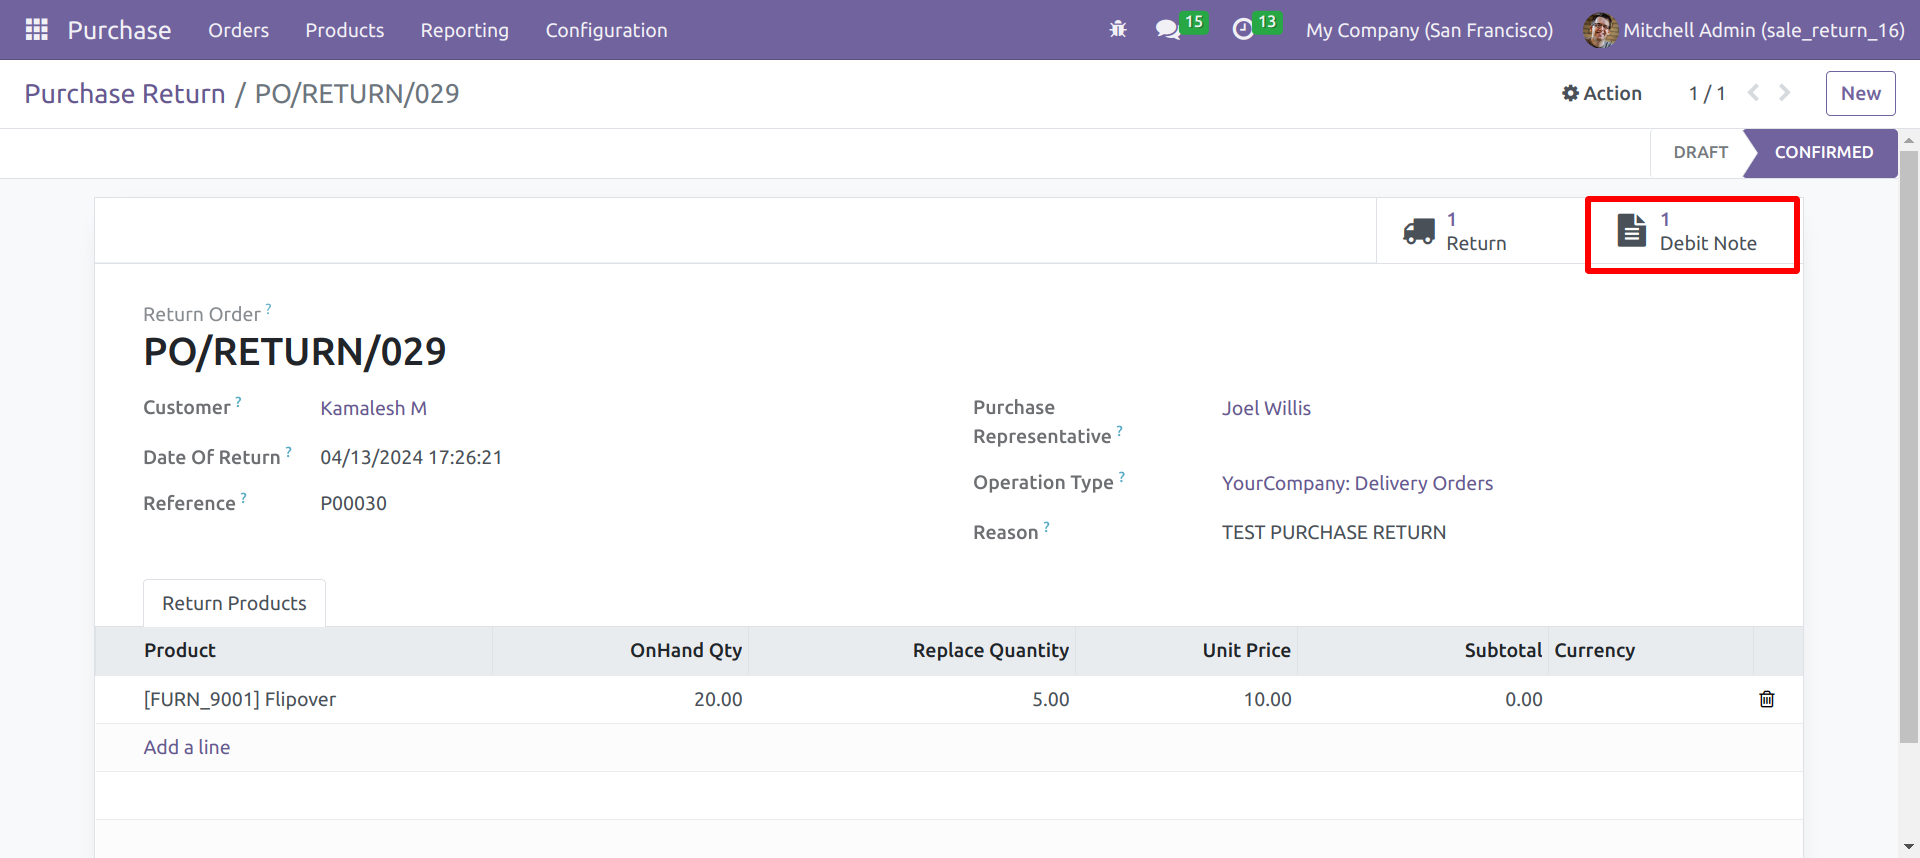 Purchase Orders Products Reporting Configuration 15 13 My Company (San Francisco) Mitchell Admin (sale_return_16)
Purchase Return / PO/RETURN/029 Action 1 / 1 New
DRAFT CONFIRMED
1
Return
1
Debit Note
Return Order ?
PO/RETURN/029
Customer ? Kamalesh M
Purchase
Representative ? Joel Willis
Date Of Return ? 04/13/2024 17:26:21
Operation Type ? YourCompany: Delivery Orders
Reference ? P00030
Reason ? TEST PURCHASE RETURN
Return Products
Product OnHand Qty Replace Quantity Unit Price Subtotal Currency
[FURN_9001] Flipover 20.00 5.00 10.00 0.00
Add a line